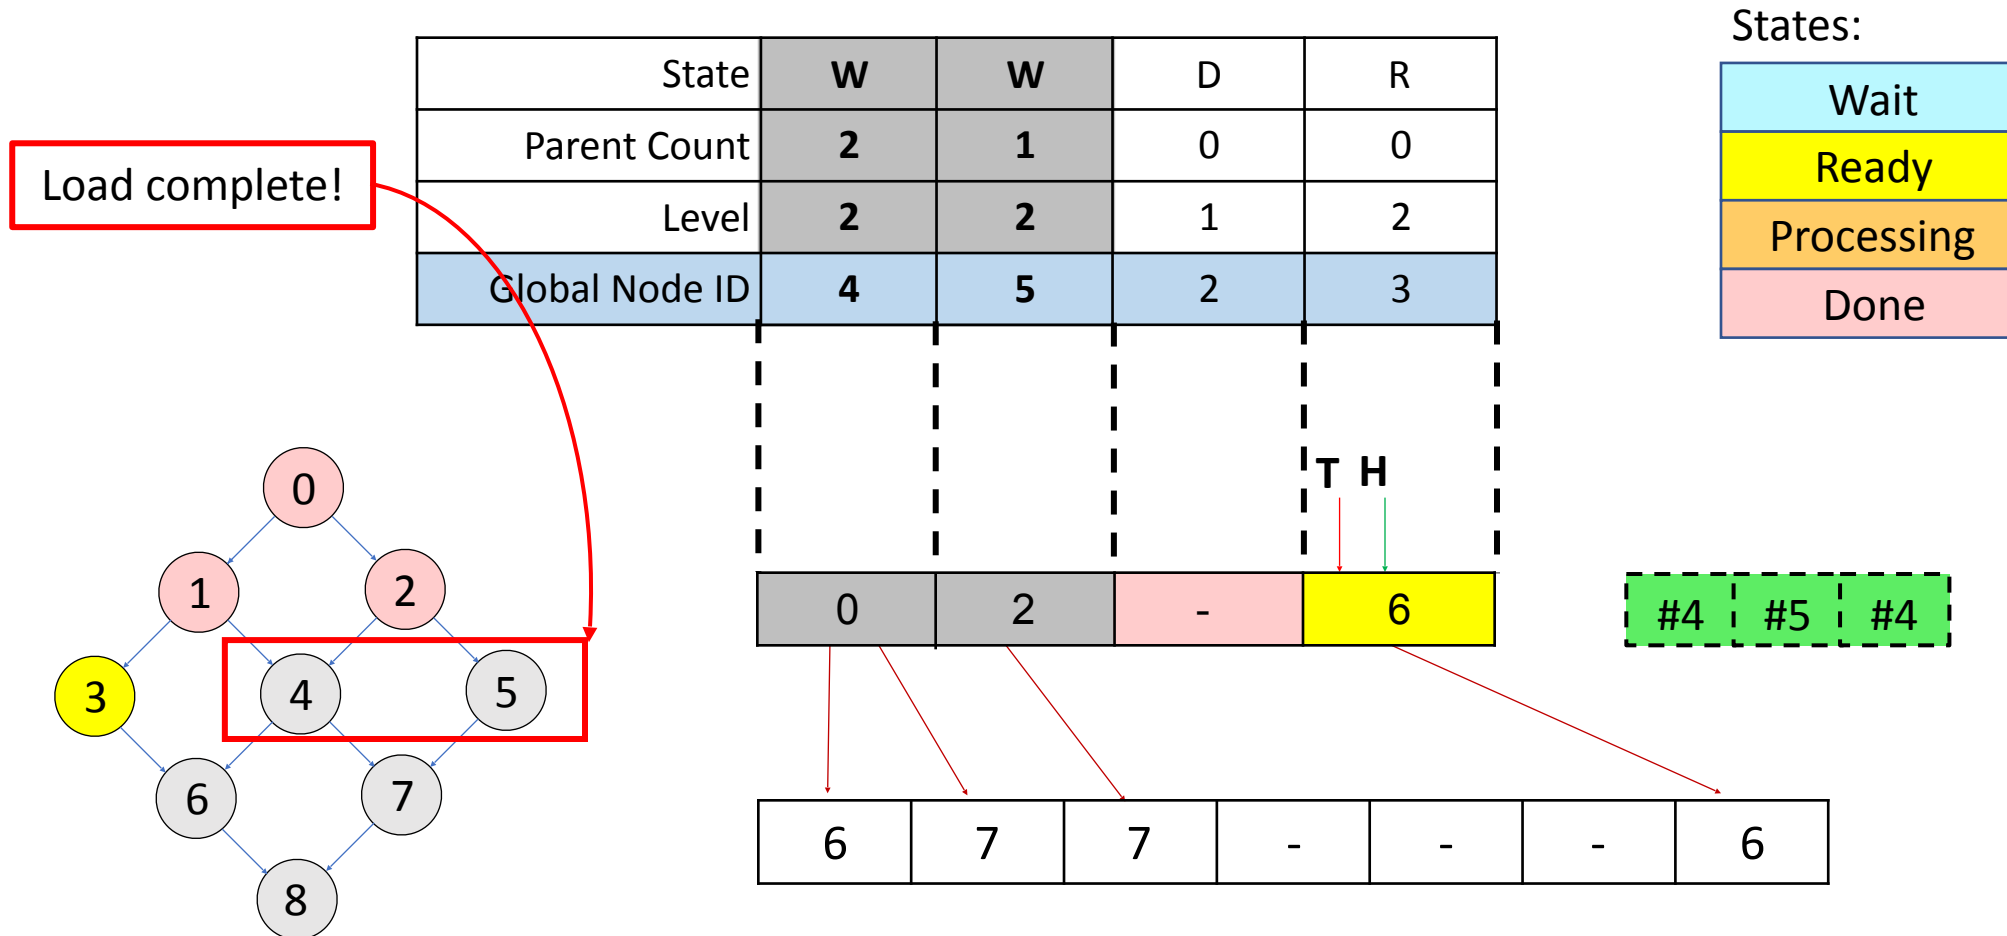 States:
Wait
Ready
Processing
Done
State W W D R
Parent Count 2 1 0 0
Level 2 2 1 2
Global Node ID 4 5 2 3
Load complete!
T H
0 2 - 6
#4 #5 #4
6 7 7 - - - 6
0
1 2
3 4 5
6 7
8